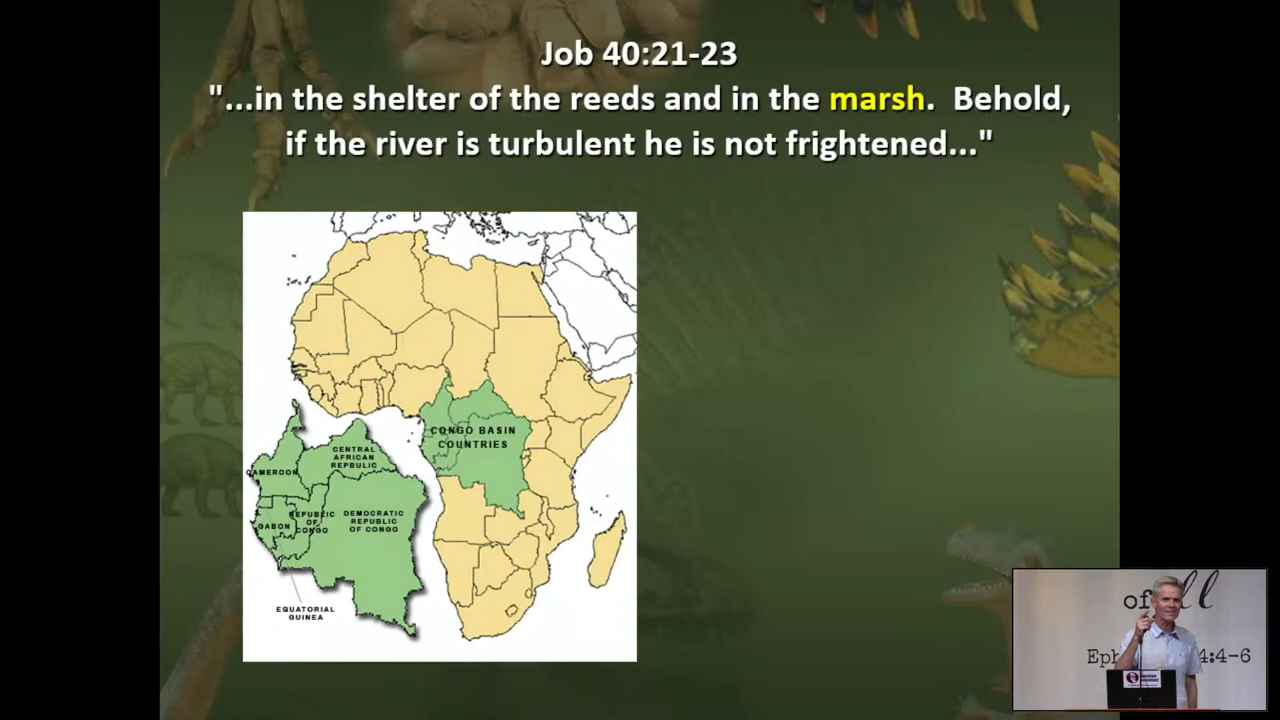 Job 40:21-23
"...in the shelter of the reeds and in the marsh. Behold,
if the river is turbulent he is not frightened..."
CONGO BASIN
COUNTRIES
CENTRAL
AFRICAN
REPBULIC
CAMEROON
REPUBLIC
OF
CONGO
DEMOCRATIC
REPUBLIC
OF CONGO
GABON
EQUATORIAL
GUINEA
of ll
Eph 4:4-6